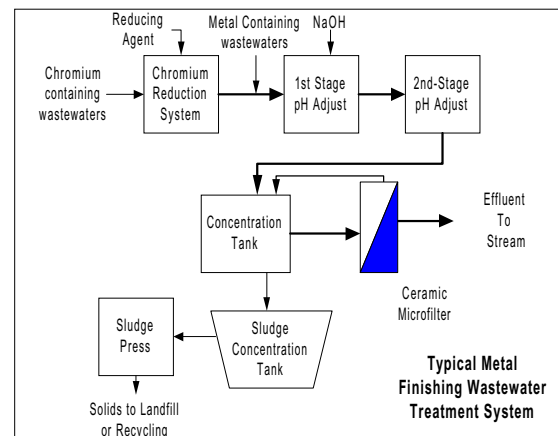 Reducing
Agent
Metal Containing
wastewaters
NaOH
Chromium
containing
wastewaters
Chromium
Reduction
System
1st Stage
pH Adjust
2nd-Stage
pH Adjust
Concentration
Tank
Effluent
To
Stream
Ceramic
Microfilter
Sludge
Press
Sludge
Concentration
Tank
Solids to Landfill
or Recycling
Typical Metal
Finishing Wastewater
Treatment System